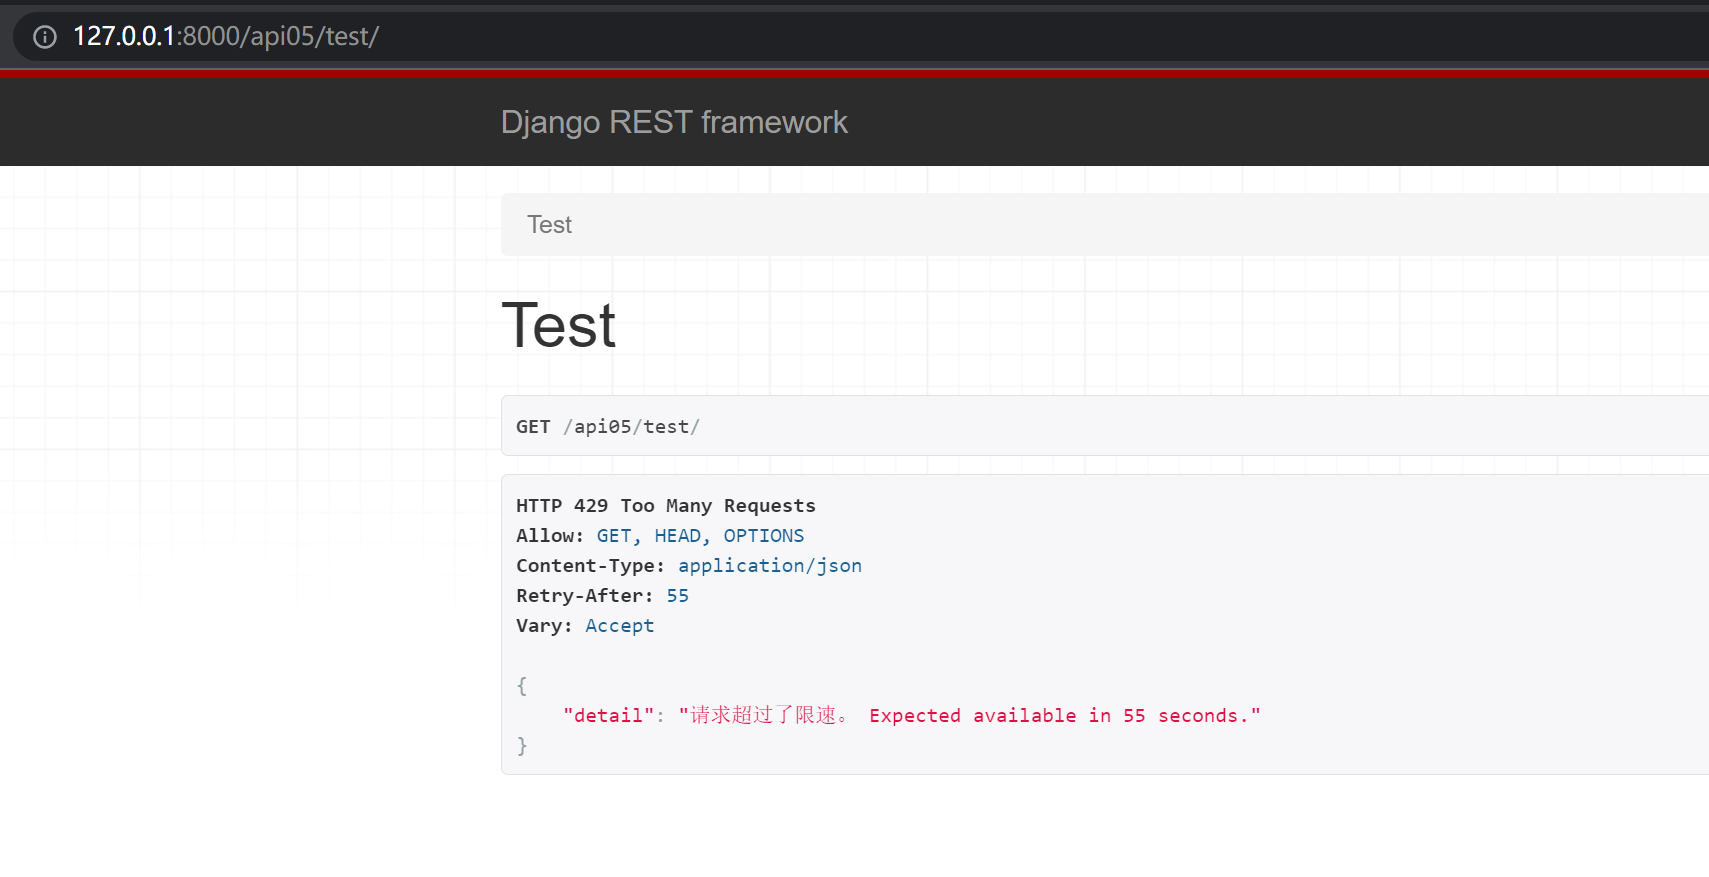 127.0.0.1:8000/api05/test/
Django REST framework
Test
Test
GET /api05/test/
HTTP 429 Too Many Requests
Allow: GET, HEAD, OPTIONS
Content-Type: application/json
Retry-After: 55
Vary: Accept
{
"detail": "请求超过了限速。 Expected available in 55 seconds."
}